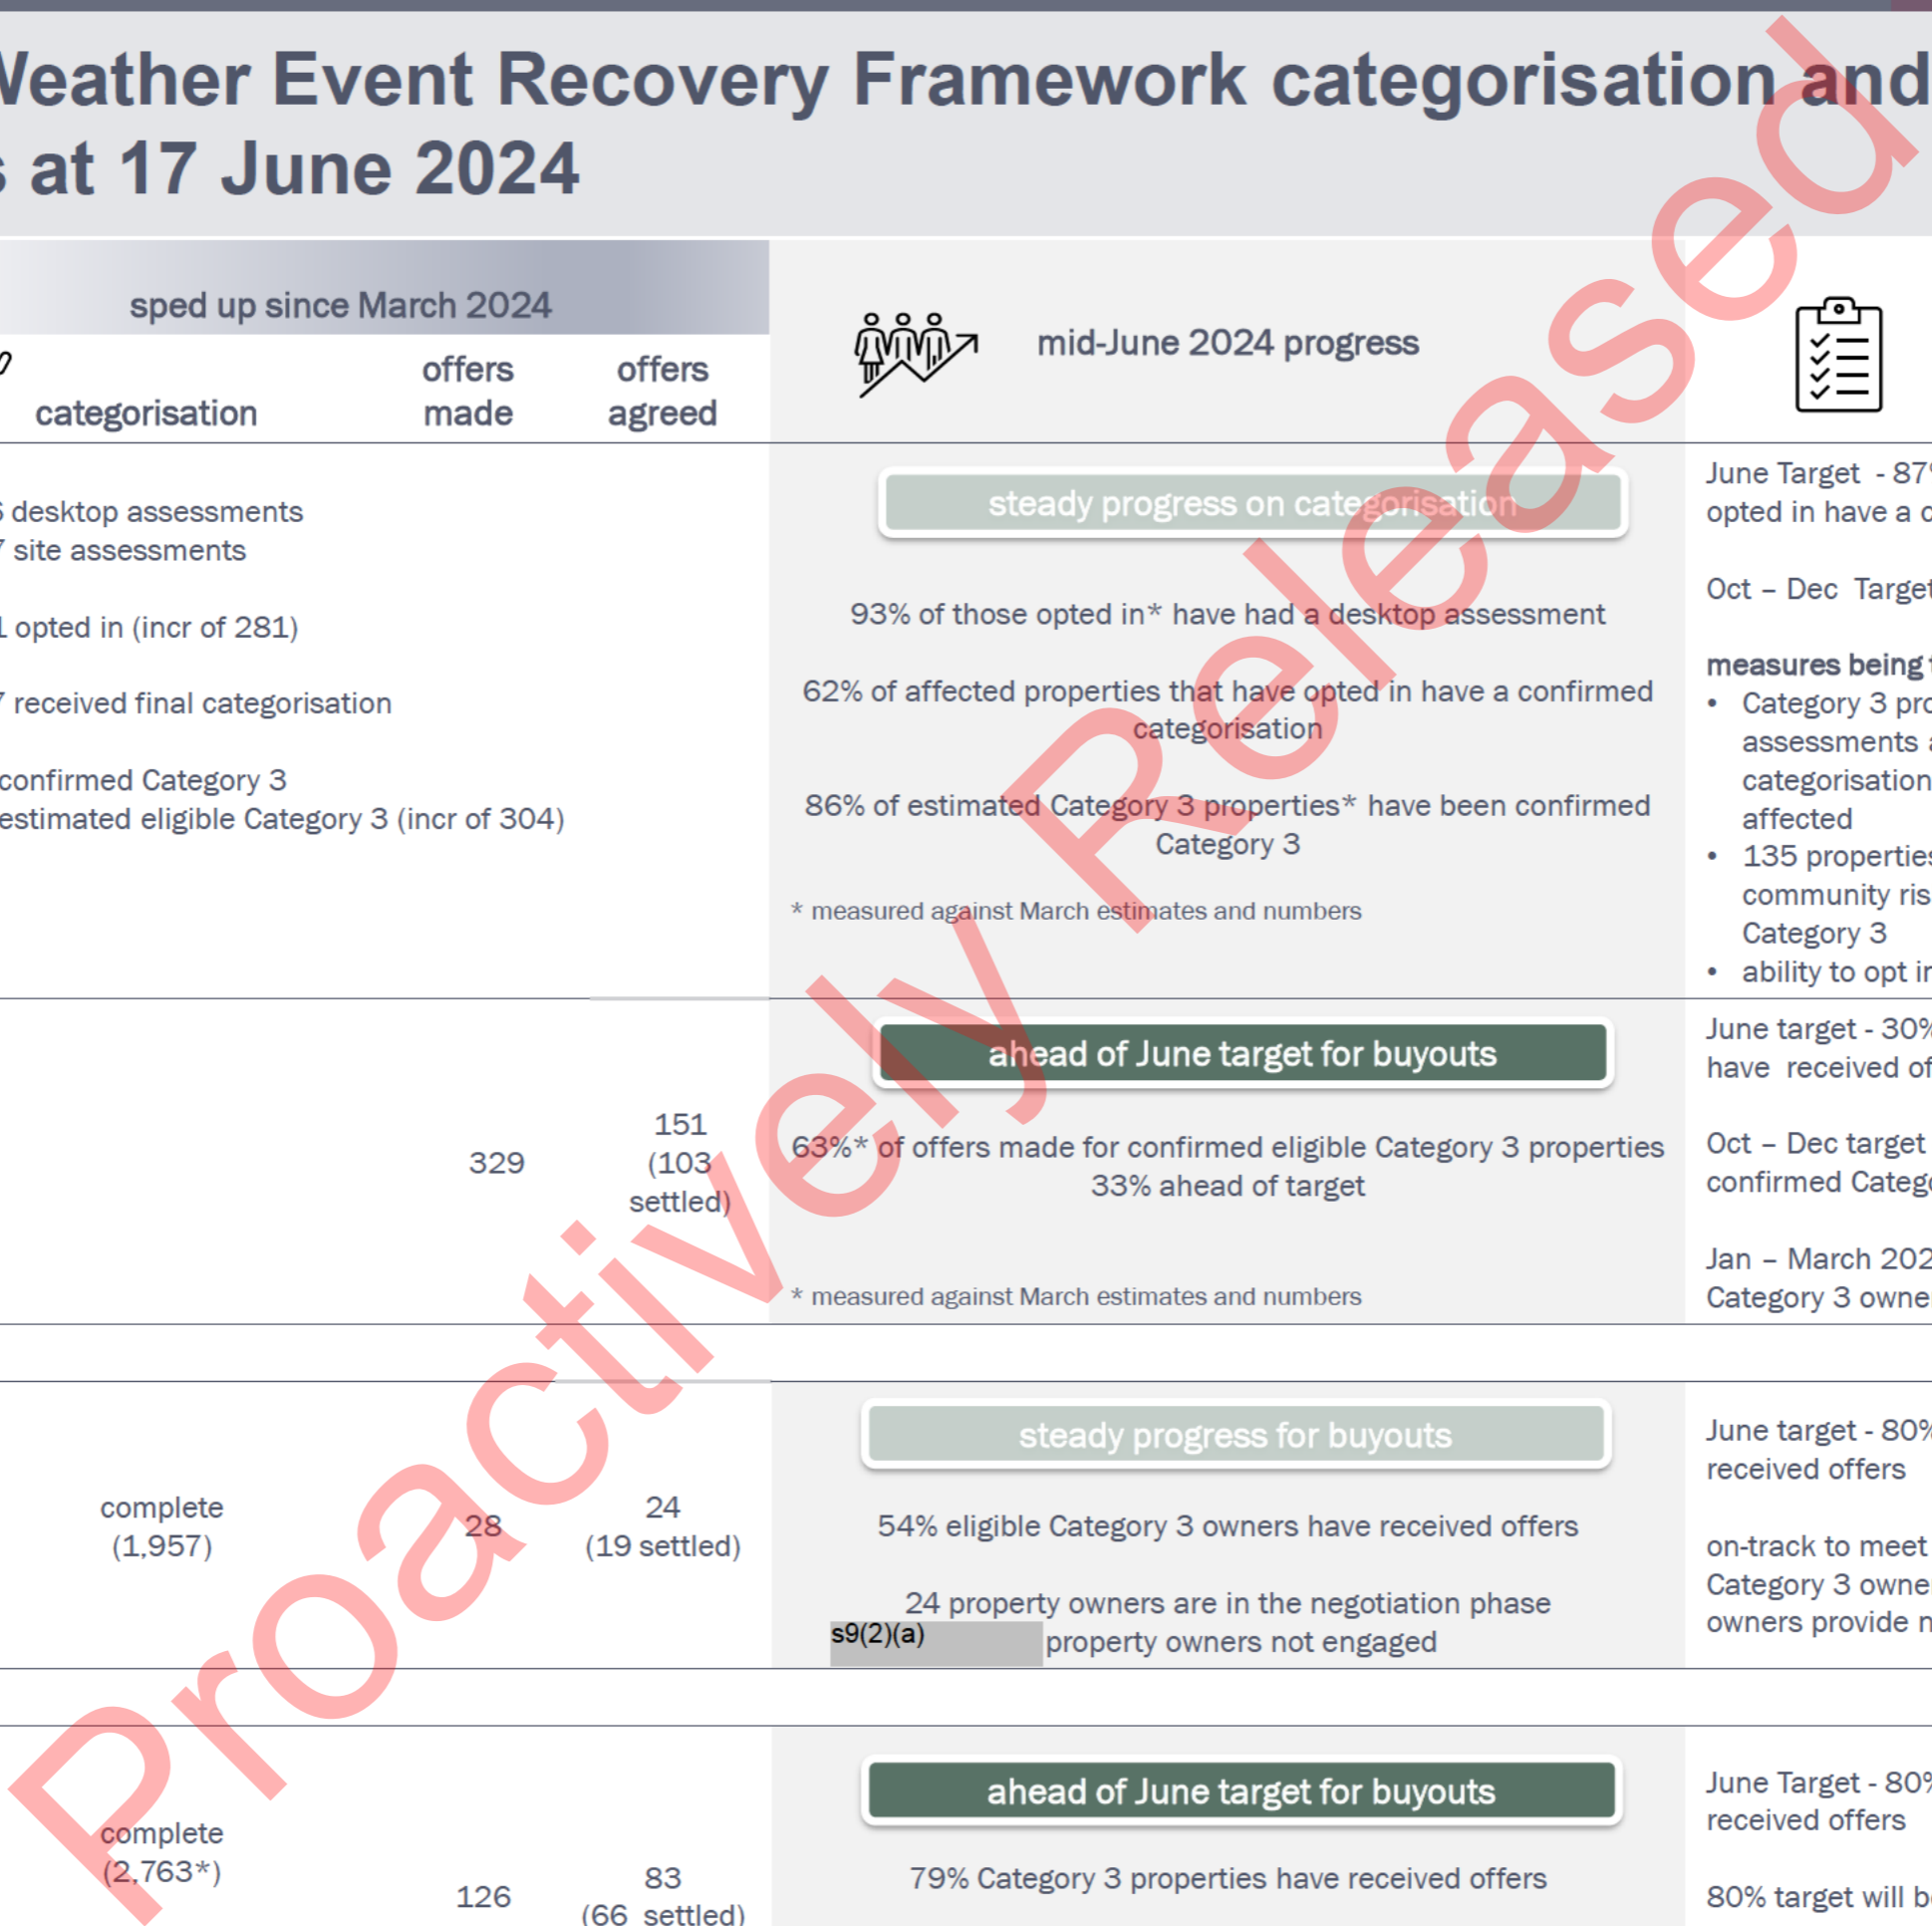 Weather Event Recovery Framework categorisation and
s at 17 June 2024
sped up since March 2024
categorisation
offers
made
offers
agreed
mid-June 2024 progress
desktop assessments
site assessments
opted in (incr of 281)
received final categorisation
confirmed Category 3
estimated eligible Category 3 (incr of 304)
steady progress on categorisation
93% of those opted in* have had a desktop assessment
62% of affected properties that have opted in have a confirmed
categorisation
86% of estimated Category 3 properties* have been confirmed
Category 3
* measured against March estimates and numbers
June Target - 87%
opted in have a
Oct – Dec Target
measures being
• Category 3
assessments
categorisation
affected
• 135 properties
community
Category 3
• ability to opt
329
151
(103
settled)
ahead of June target for buyouts
63%* of offers made for confirmed eligible Category 3 properties
33% ahead of target
* measured against March estimates and numbers
June target - 30%
have received
Oct – Dec target
confirmed
Jan – March
Category 3
complete
(1,957)
28
24
(19 settled)
steady progress for buyouts
54% eligible Category 3 owners have received offers
24 property owners are in the negotiation phase
s9(2)(a) property owners not engaged
June target - 80%
received offers
on-track to meet
Category 3
owners provide
complete
(2,763*)
126
83
(66 settled)
ahead of June target for buyouts
79% Category 3 properties have received offers
June Target - 80%
received offers
80% target will
Proactively Released